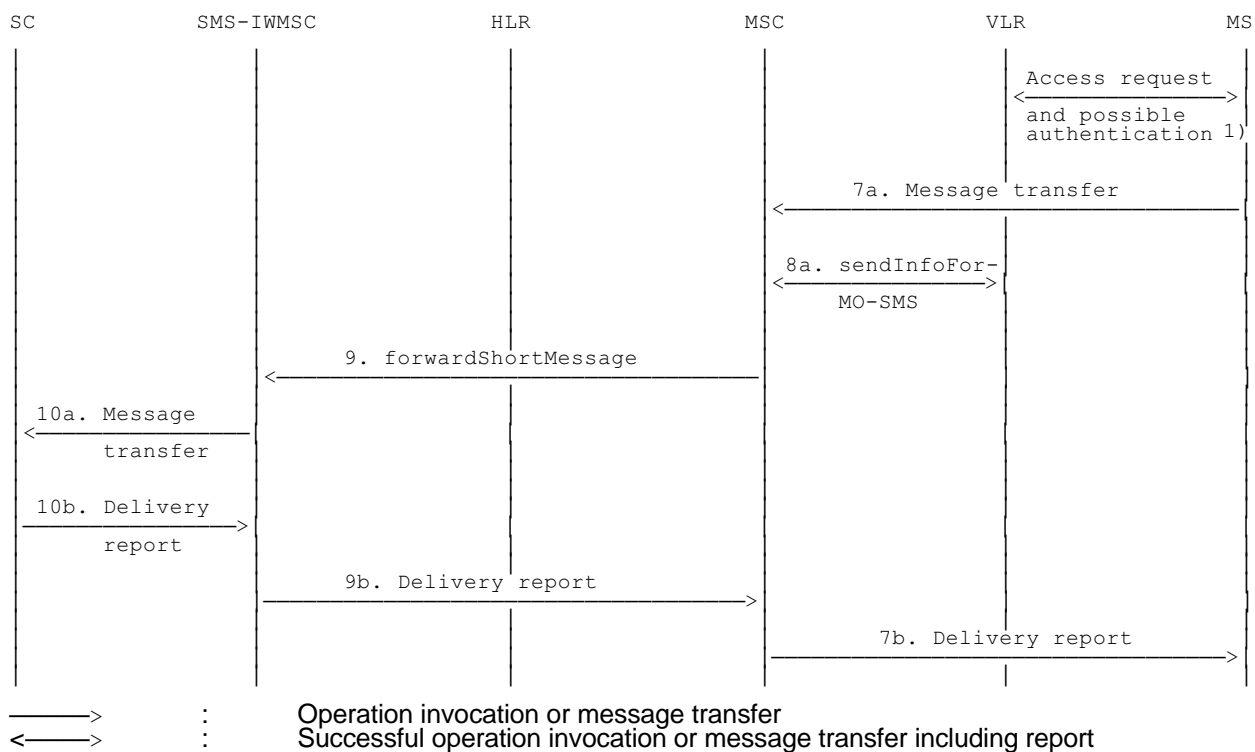 SC SMS-IWMSC HLR MSC VLR MS
Access request
and possible
authentication 1)
7a. Message transfer
8a. sendInfoFor-
MO-SMS
9. forwardShortMessage
10a. Message
transfer
10b. Delivery
report
9b. Delivery report
7b. Delivery report
: Operation invocation or message transfer
: Successful operation invocation or message transfer including report